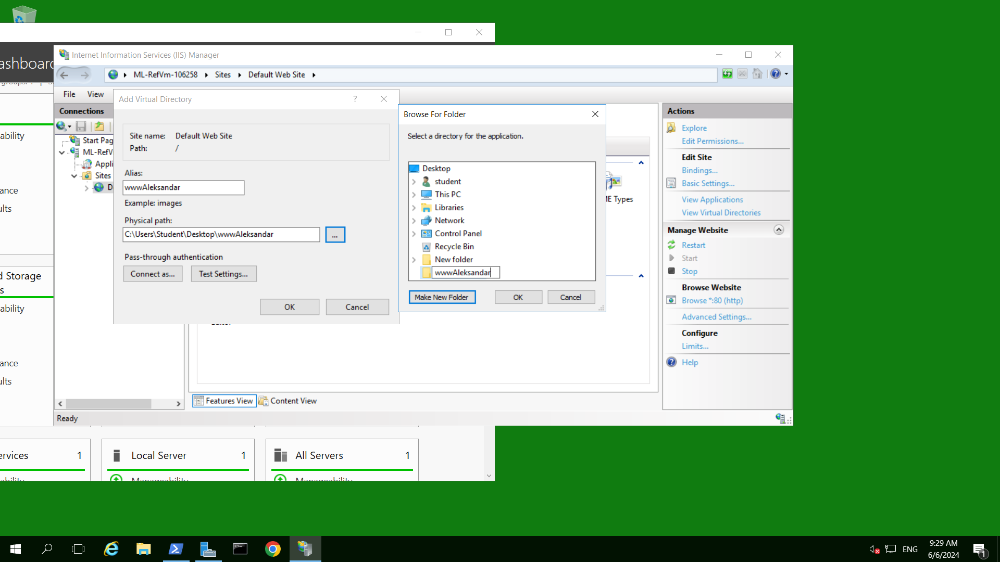 ashboard
Internet Information Services (IIS) Manager
ML-RefVm-106258
Sites
Default Web Site
File
View
Connections
Start Pag
ML-RefV
Appli
Sites
D
Add Virtual Directory
?
Site name: Default Web Site
Path: /
Alias:
wwwAleksandar
Example: images
Physical path:
C:\Users\Student\Desktop\wwwAleksandar
...
Pass-through authentication
Connect as...
Test Settings...
OK
Cancel
Browse For Folder
Select a directory for the application.
Desktop
student
This PC
Libraries
Network
Control Panel
Recycle Bin
New folder
wwwAleksandar
Make New Folder
OK
Cancel
IE Types
Features View
Content View
Ready
Actions
Explore
Edit Permissions...
Edit Site
Bindings...
Basic Settings...
View Applications
View Virtual Directories
Manage Website
Restart
Start
Stop
Browse Website
Browse *:80 (http)
Advanced Settings...
Configure
Limits...
Help
ability
ance
ults
d Storage
s
ability
ance
ults
ervices 1
Local Server 1
All Servers 1
Manageability
Manageability
ENG
9:29 AM
6/6/2024
1